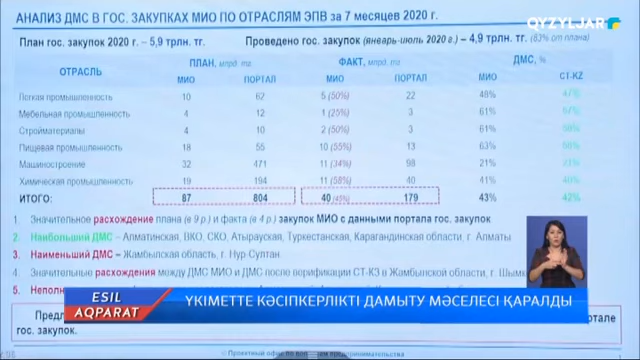 QYZYLJAR
АНАЛИЗ ДМС В ГОС. ЗАКУПКАХ МИО ПО ОТРАСЛЯМ ЭПВ за 7 месяцев 2020 г.
План гос. закупок 2020 г. – 5,9 трлн. тг. Проведено гос. закупок (январь-июль 2020 г.) – 4,9 трлн. тг. (83% от плана)
ОТРАСЛЬ ПЛАН, млрд. тг. ФАКТ, млрд. тг. ДМС, %
МИО ПОРТАЛ МИО ПОРТАЛ МИО CT-KZ
Легкая промышленность 10 62 5 (50%) 22 48% 47%
Мебельная промышленность 4 12 1 (25%) 3 61% 67%
Стройматериалы 4 10 2 (50%) 3 61% 58%
Пищевая промышленность 18 55 10 (55%) 13 63% 56%
Машиностроение 32 471 11 (34%) 98 21% 21%
Химическая промышленность 19 194 11 (58%) 40 41% 40%
ИТОГО: 87 804 40 (45%) 179 43% 42%
1. Значительное расхождение плана (в 9 р.) и факта (в 4 р.) закупок МИО с данными портала гос. закупок
2. Наибольший ДМС – Алматинская, ВКО, СКО, Атырауская, Туркестанская, Карагандинская области, г. Алматы
3. Наименьший ДМС – Жамбылская область, г. Нур-Султан
4. Значительные расхождения между ДМС МИО и ДМС после верификации CT-KZ в Жамбылской области, г. Шым
5.
ESIL AQPARAT
ҮКІМЕТТЕ КӘСІПКЕРЛІКТІ ДАМЫТУ МӘСЕЛЕСІ ҚАРАЛДЫ
гос. закупок.